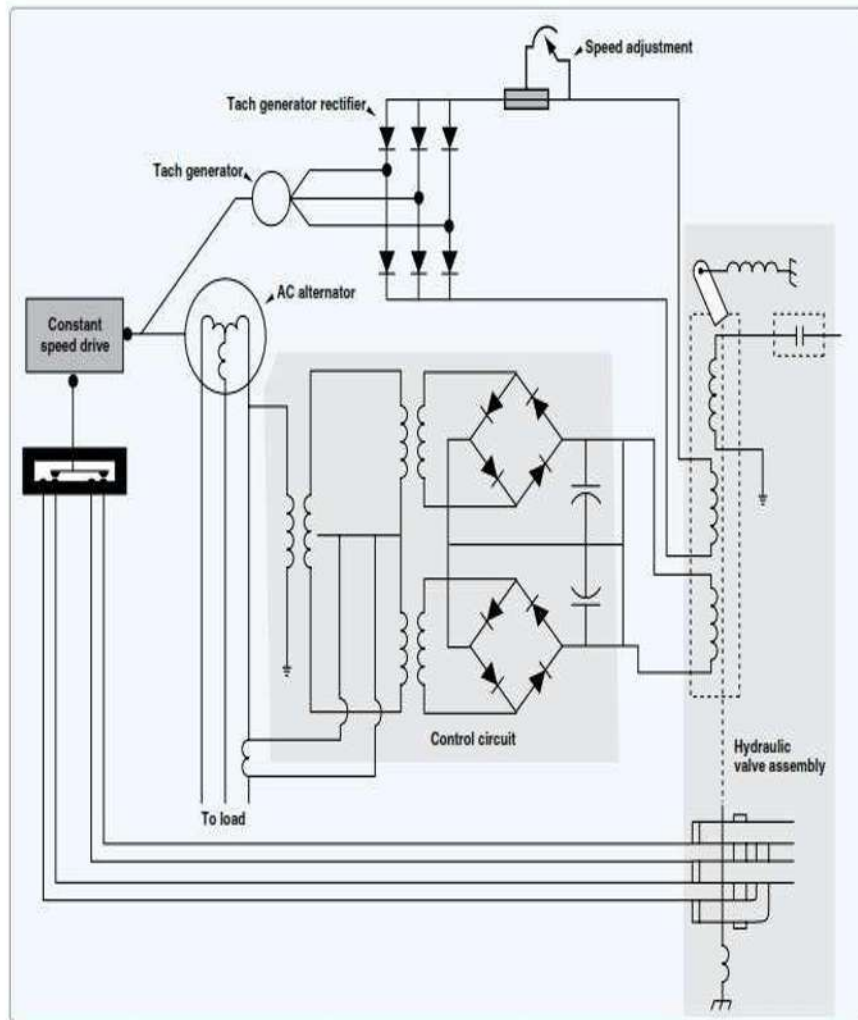 Speed adjustment
Tach generator rectifier
Tach generator
AC alternator
Constant
speed drive
Control circuit
Hydraulic
valve assembly
To load